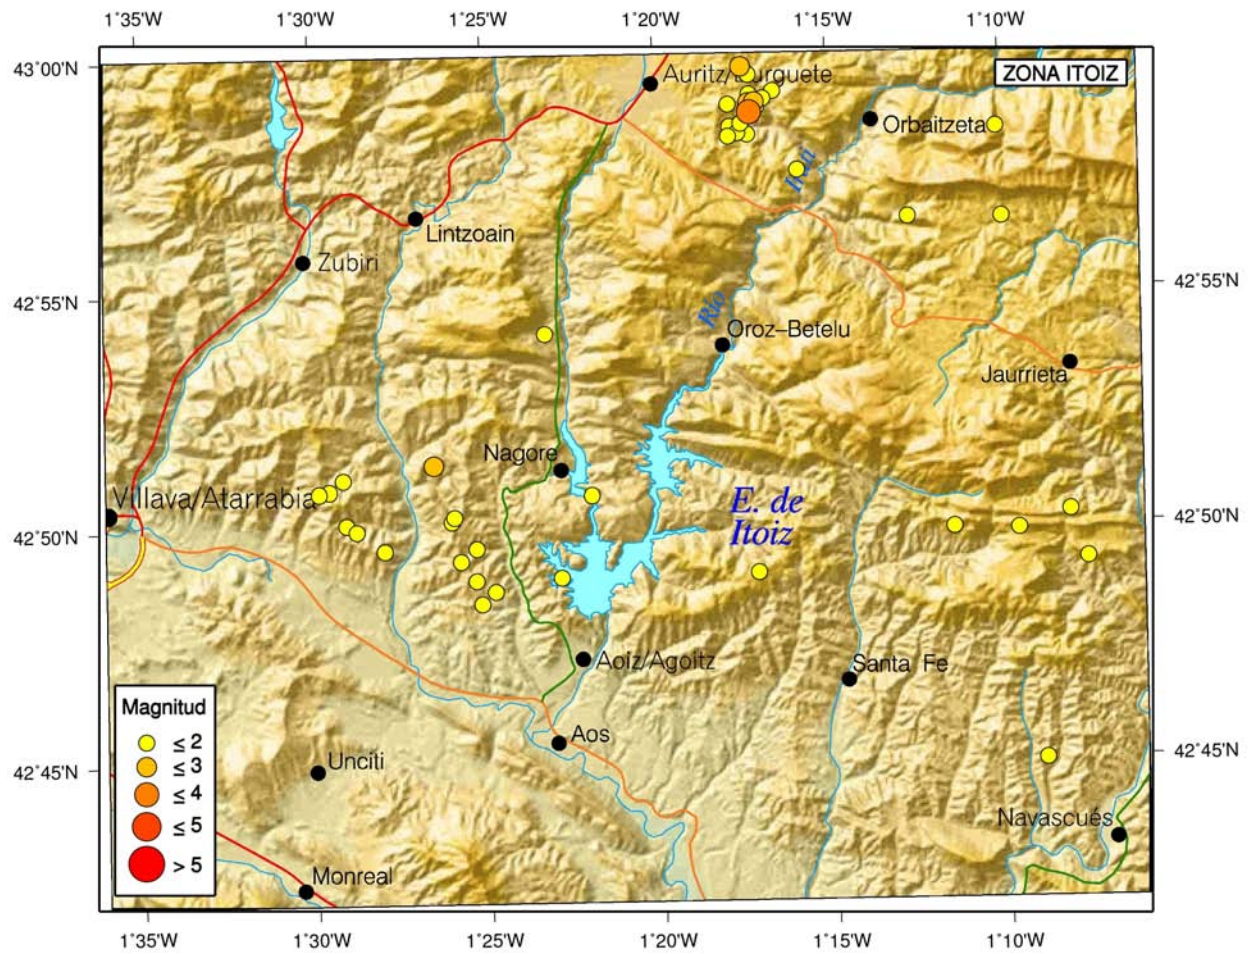 1°35'W 1°30'W 1°25'W 1°20'W 1°15'W 1°10'W
43°00'N
ZONA ITOIZ
Auritz/Burguete
Orbaitzeta
Irati
Lintzoain
Zubiri
42°55'N
42°55'N
Río
Oroz–Betelu
Jaurrieta
Nagore
Villava/Atarrabia
E. de
Itoiz
42°50'N
42°50'N
Aoiz/Agoitz
Santa Fe
Magnitud
≤ 2
≤ 3
≤ 4
≤ 5
> 5
Aos
Unciti
42°45'N
42°45'N
Navascués
Monreal
1°35'W 1°30'W 1°25'W 1°20'W 1°15'W 1°10'W